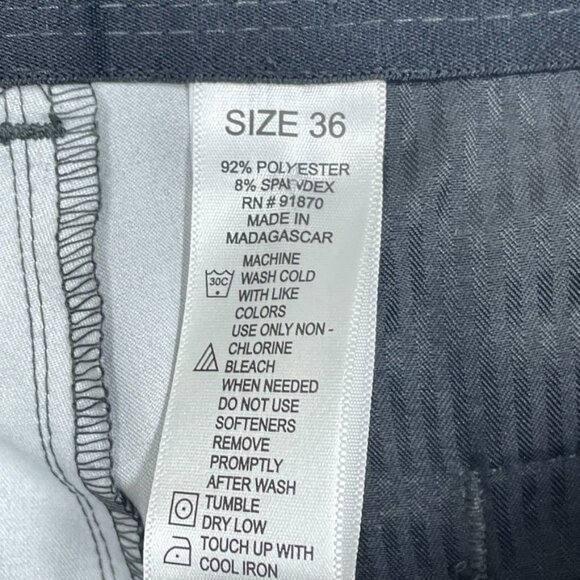 SIZE 36
92% POLYESTER
8% SPANDEX
RN # 91870
MADE IN
MADAGASCAR
MACHINE
30C WASH COLD
WITH LIKE
COLORS
USE ONLY NON -
CHLORINE
BLEACH
WHEN NEEDED
DO NOT USE
SOFTENERS
REMOVE
PROMPTLY
AFTER WASH
TUMBLE
DRY LOW
TOUCH UP WITH
COOL IRON